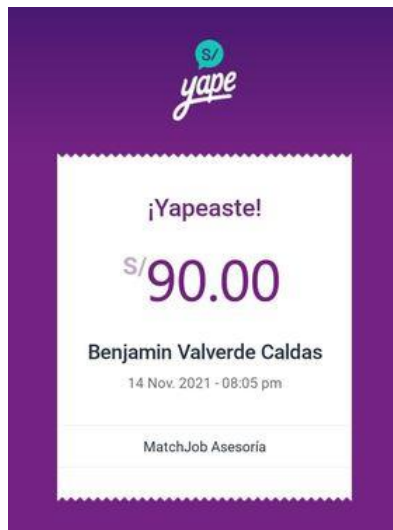 S/
yape
¡Yapeaste!
S/90.00
Benjamin Valverde Caldas
14 Nov. 2021 - 08:05 pm
MatchJob Asesoría